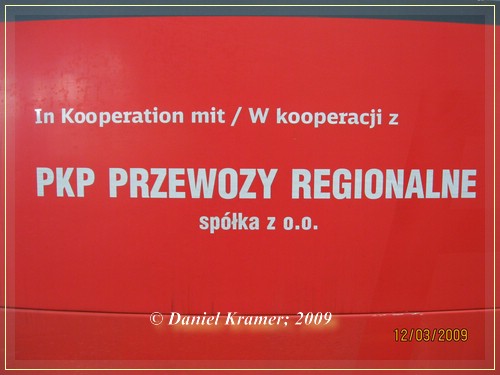 In Kooperation mit / W kooperacji z
PKP PRZEWOZY REGIONALNE
spółka z o.o.
© Daniel Kramer; 2009
12/03/2009